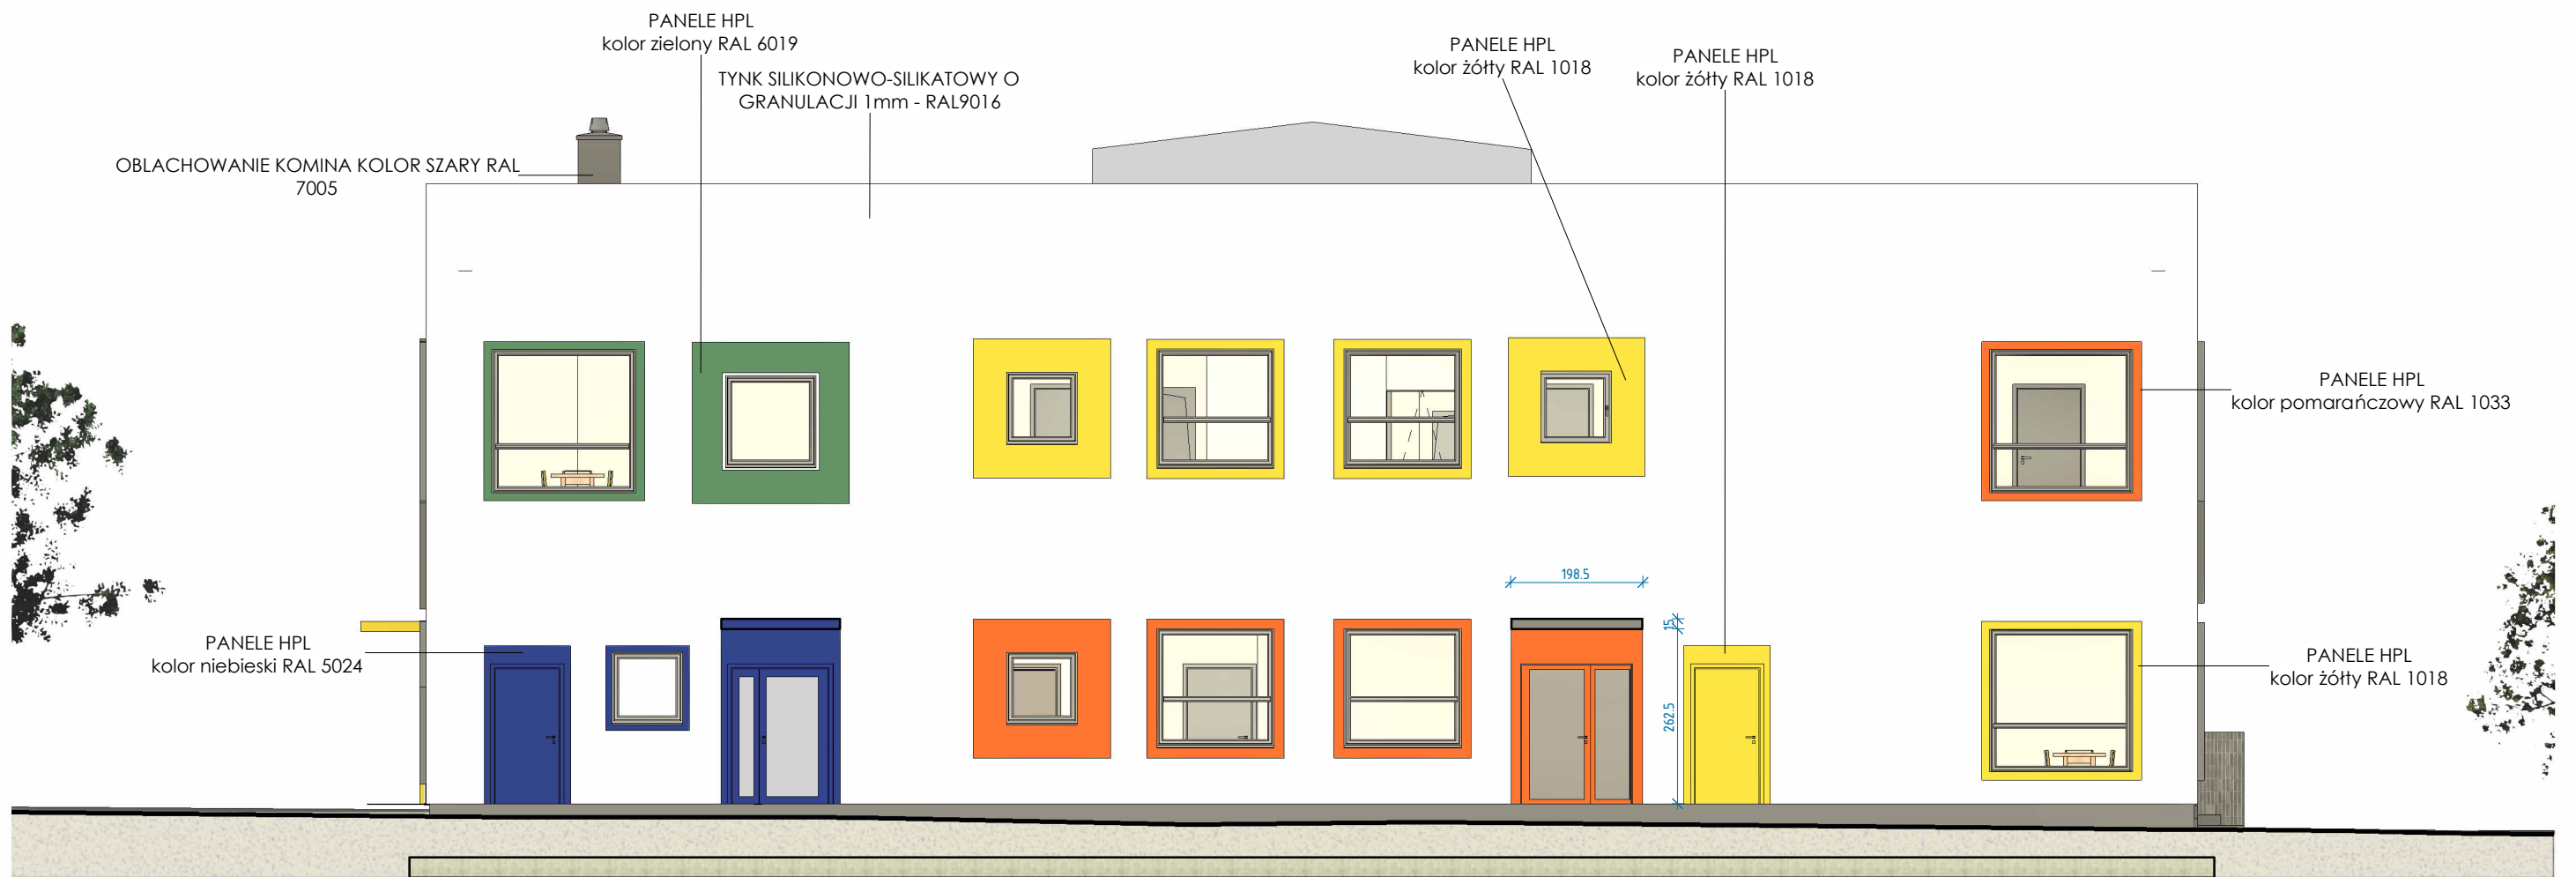 PANELE HPL
kolor zielony RAL 6019
TYNK SILIKONOWO-SILIKATOWY O
GRANULACJI 1mm - RAL9016
PANELE HPL
kolor żółty RAL 1018
PANELE HPL
kolor żółty RAL 1018
OBLACHOWANIE KOMINA KOLOR SZARY RAL
7005
PANELE HPL
kolor pomarańczowy RAL 1033
198.5
15
262.5
PANELE HPL
kolor niebieski RAL 5024
PANELE HPL
kolor żółty RAL 1018